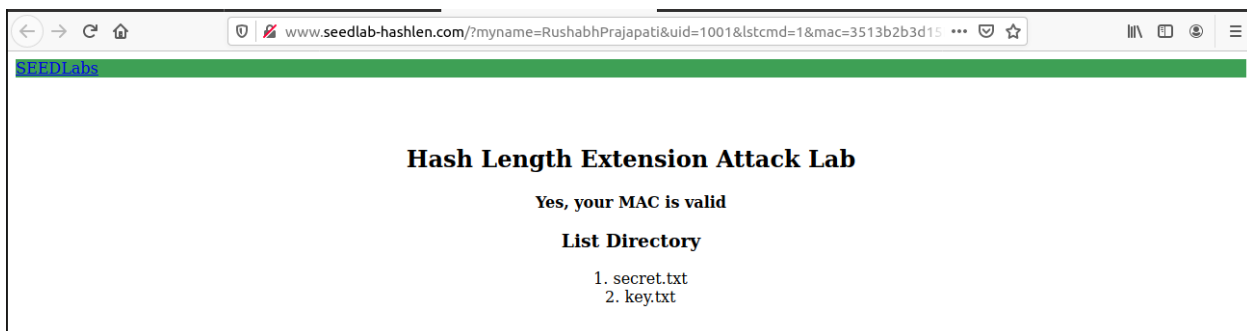 www.seedlab-hashlen.com/?myname=RushabhPrajapati&uid=1001&lstcmd=1&mac=3513b2b3d15
SEEDLabs
Hash Length Extension Attack Lab
Yes, your MAC is valid
List Directory
1. secret.txt
2. key.txt